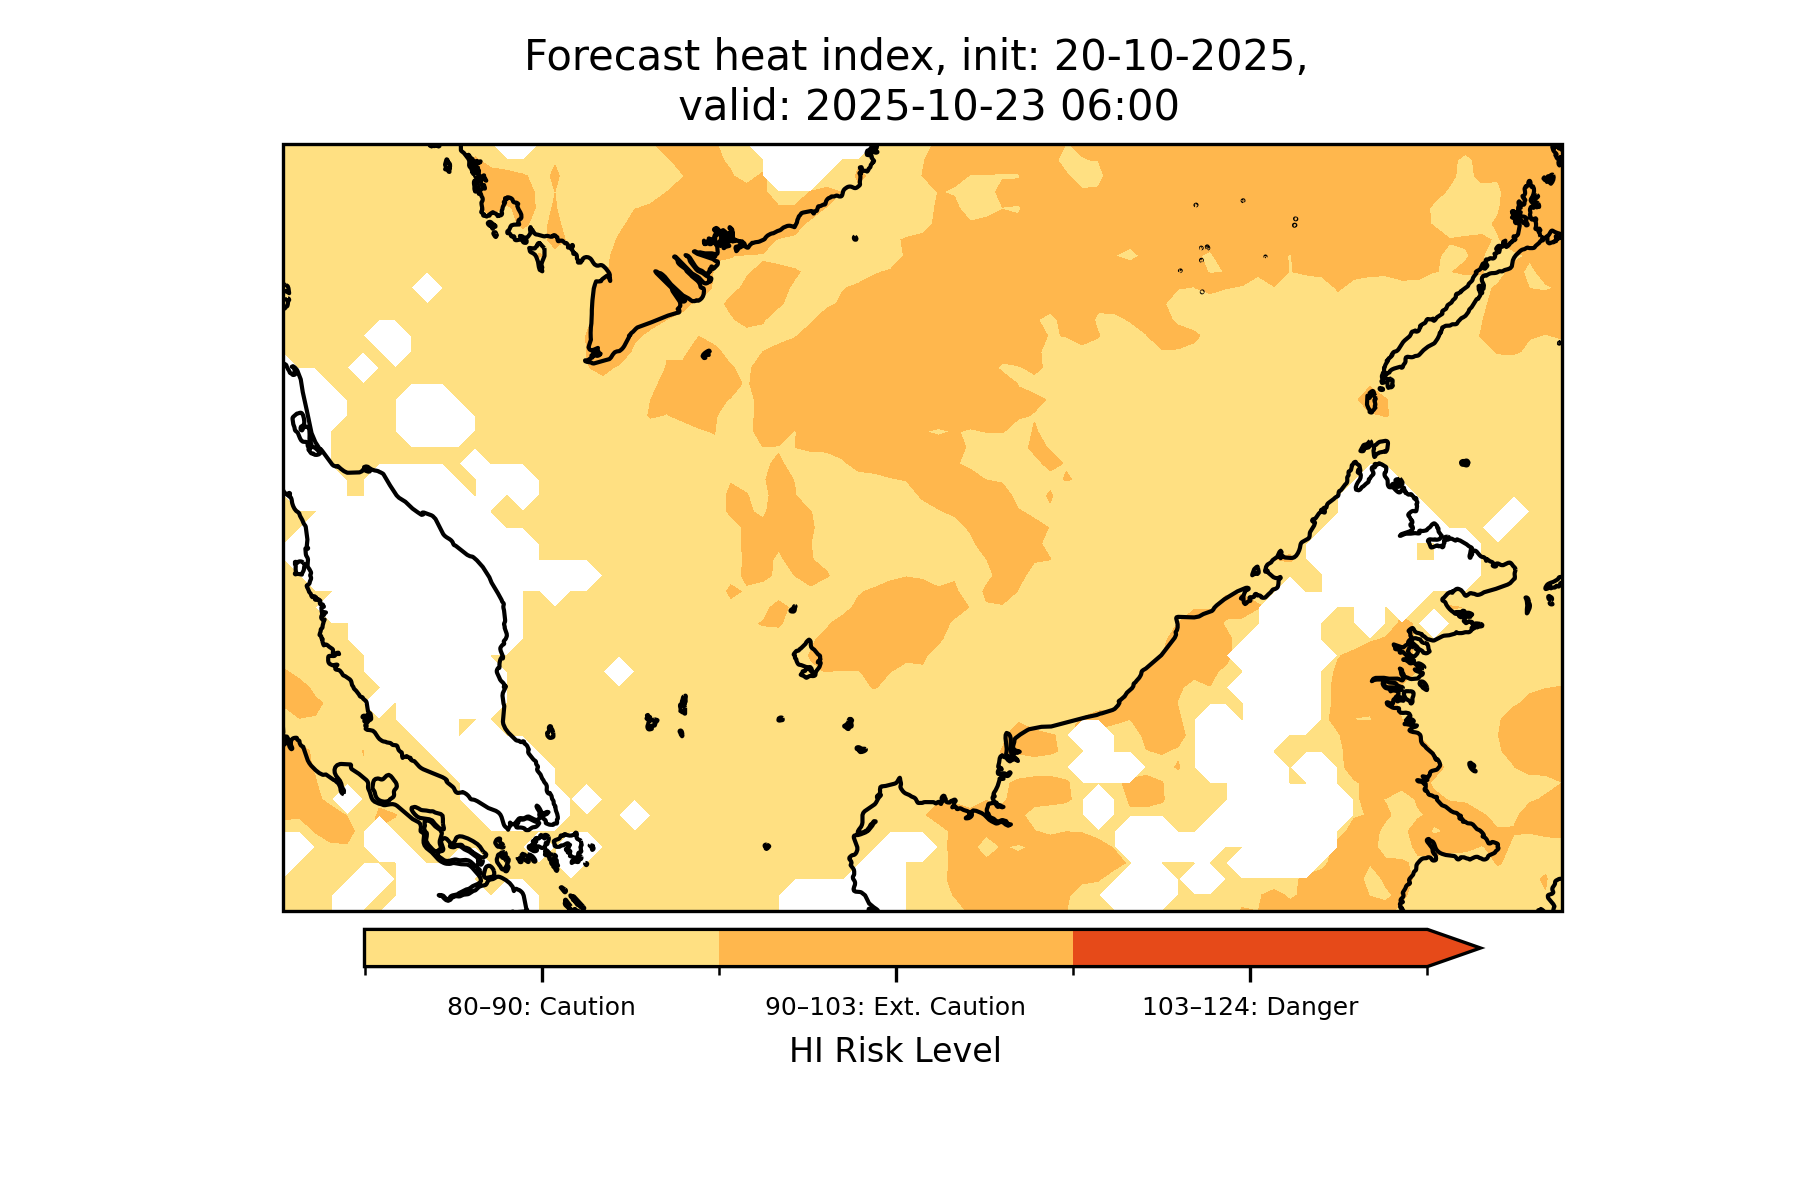 Forecast heat index, init: 20-10-2025,
valid: 2025-10-23 06:00
80–90: Caution
90–103: Ext. Caution
103–124: Danger
HI Risk Level